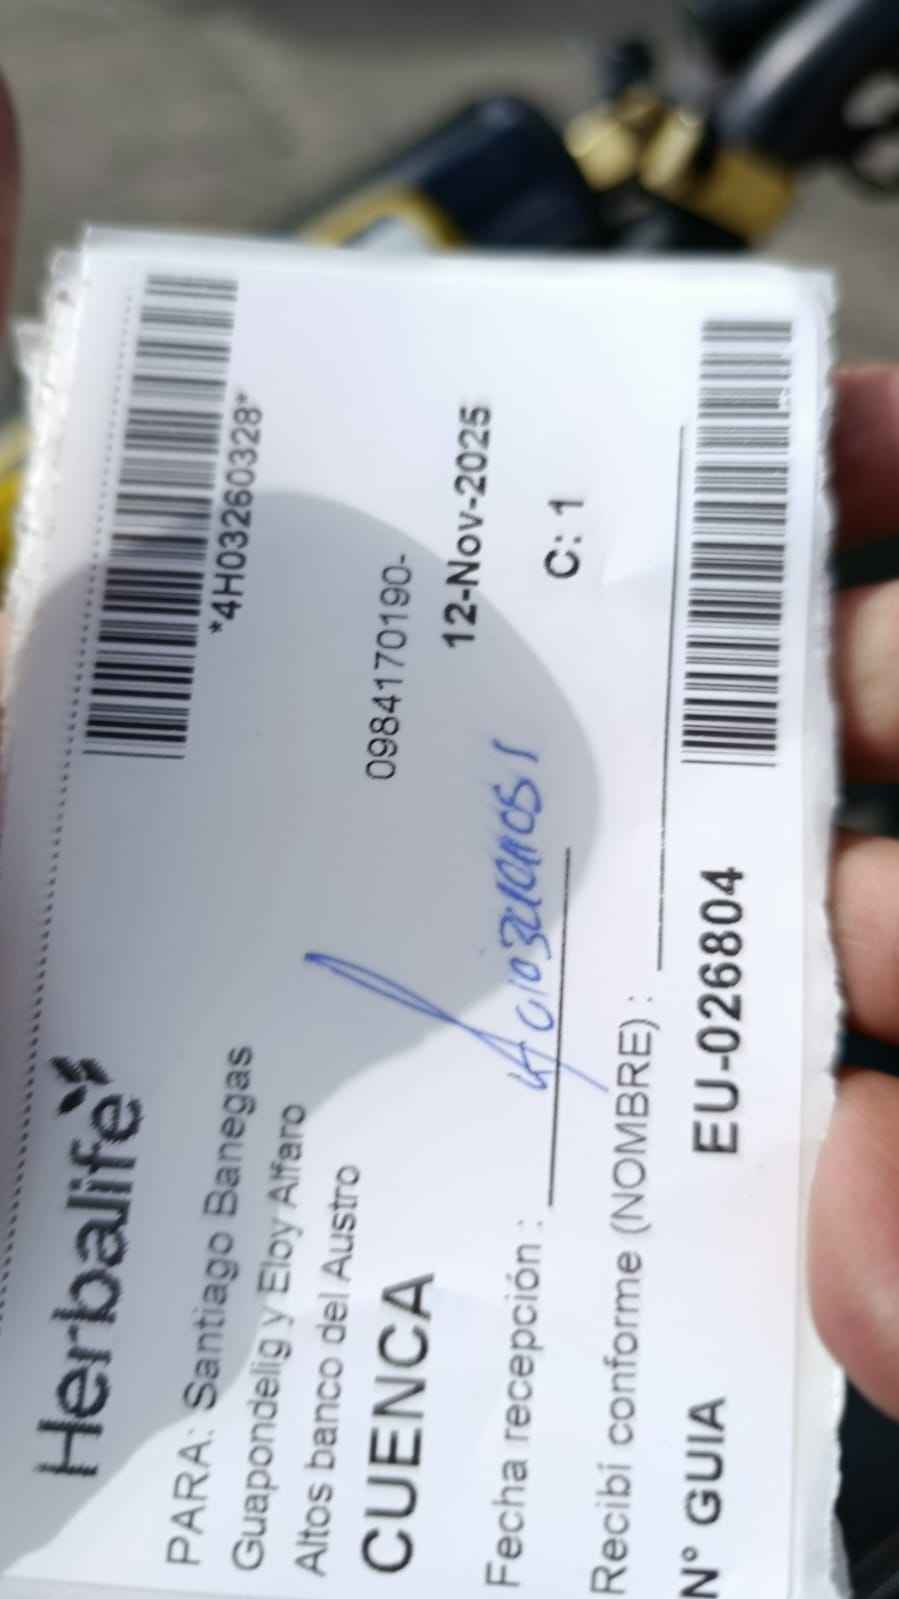 Herbalife
*4H03260328*
PARA: Santiago Banegas
Guapondelig y Eloy Alfaro
Altos banco del Austro
0984170190-
CUENCA
12-Nov-2025
Fecha recepción :
C: 1
Recibí conforme (NOMBRE) :
N° GUIA EU-026804